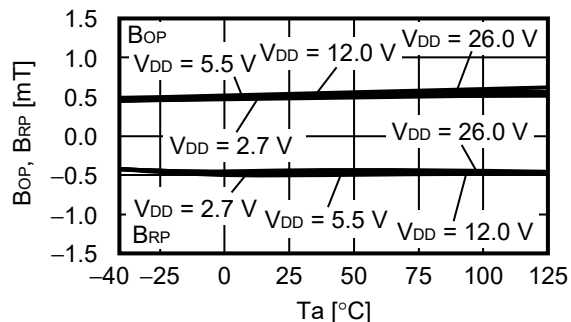 1.5
1.0
0.5
0.0
−0.5
−1.0
−1.5
BOP, BRP [mT]
BOP
VDD = 5.5 V
VDD = 12.0 V
VDD = 26.0 V
VDD = 2.7 V
VDD = 26.0 V
VDD = 2.7 V
VDD = 5.5 V
VDD = 12.0 V
BRP
−40 −25 0 25 50 75 100 125
Ta [°C]